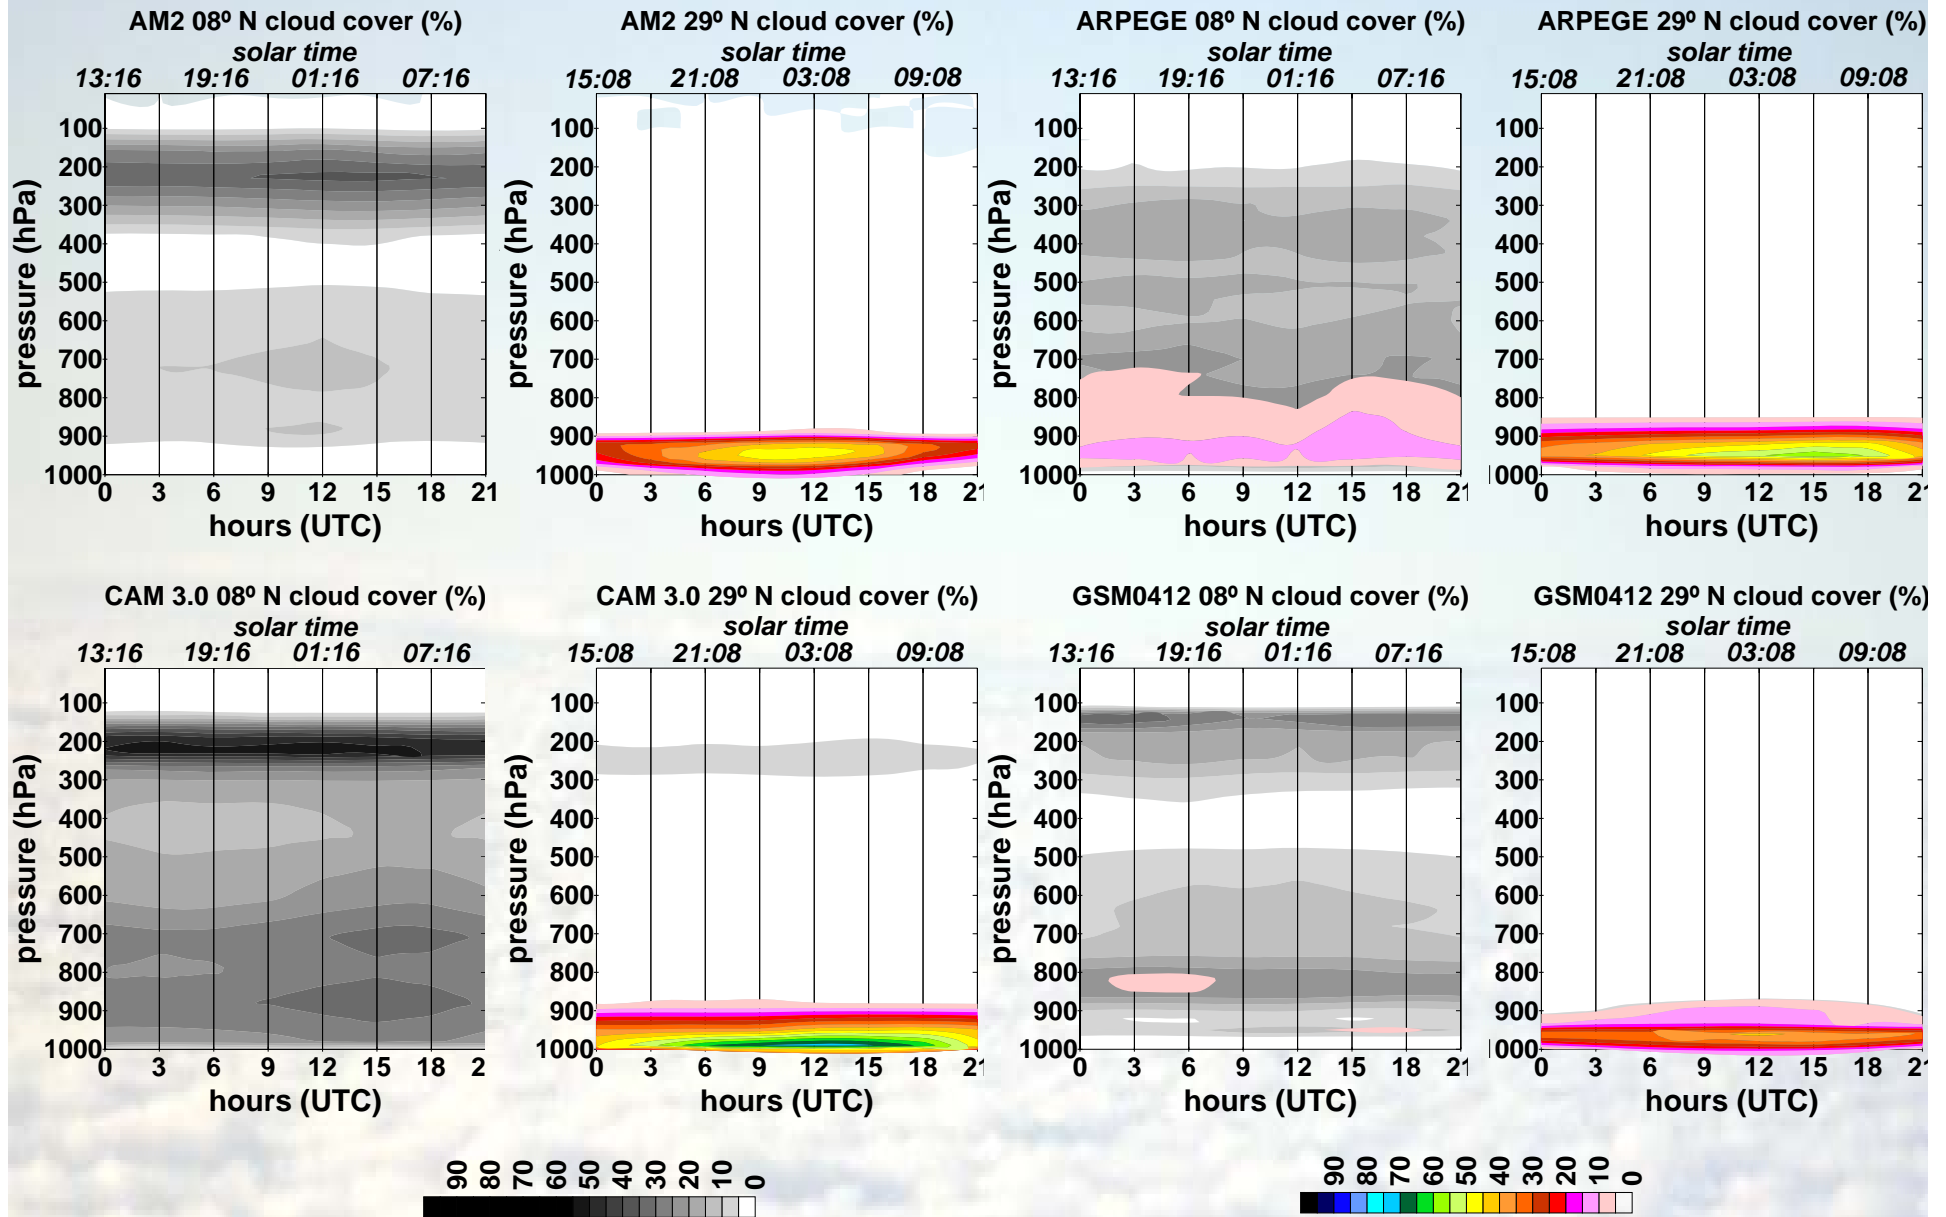 AM2 08º N cloud cover (%)
solar time
13:16 19:16 01:16 07:16
pressure (hPa)
100
200
300
400
500
600
700
800
900
1000
0 3 6 9 12 15 18 21
hours (UTC)
AM2 29º N cloud cover (%)
solar time
15:08 21:08 03:08 09:08
pressure (hPa)
100
200
300
400
500
600
700
800
900
1000
0 3 6 9 12 15 18 21
hours (UTC)
ARPEGE 08º N cloud cover (%)
solar time
13:16 19:16 01:16 07:16
pressure (hPa)
100
200
300
400
500
600
700
800
900
1000
0 3 6 9 12 15 18 21
hours (UTC)
ARPEGE 29º N cloud cover (%)
solar time
15:08 21:08 03:08 09:08
100
200
300
400
500
600
700
800
900
000
0 3 6 9 12 15 18 21
hours (UTC)
CAM 3.0 08º N cloud cover (%)
solar time
13:16 19:16 01:16 07:16
pressure (hPa)
100
200
300
400
500
600
700
800
900
1000
0 3 6 9 12 15 18 2
hours (UTC)
CAM 3.0 29º N cloud cover (%)
solar time
15:08 21:08 03:08 09:08
pressure (hPa)
100
200
300
400
500
600
700
800
900
1000
0 3 6 9 12 15 18 21
hours (UTC)
GSM0412 08º N cloud cover (%)
solar time
13:16 19:16 01:16 07:16
pressure (hPa)
100
200
300
400
500
600
700
800
900
1000
0 3 6 9 12 15 18 21
hours (UTC)
GSM0412 29º N cloud cover (%)
solar time
15:08 21:08 03:08 09:08
100
200
300
400
500
600
700
800
900
000
0 3 6 9 12 15 18 21
hours (UTC)
90 80 70 60 50 40 30 20 10 0
90 80 70 60 50 40 30 20 10 0